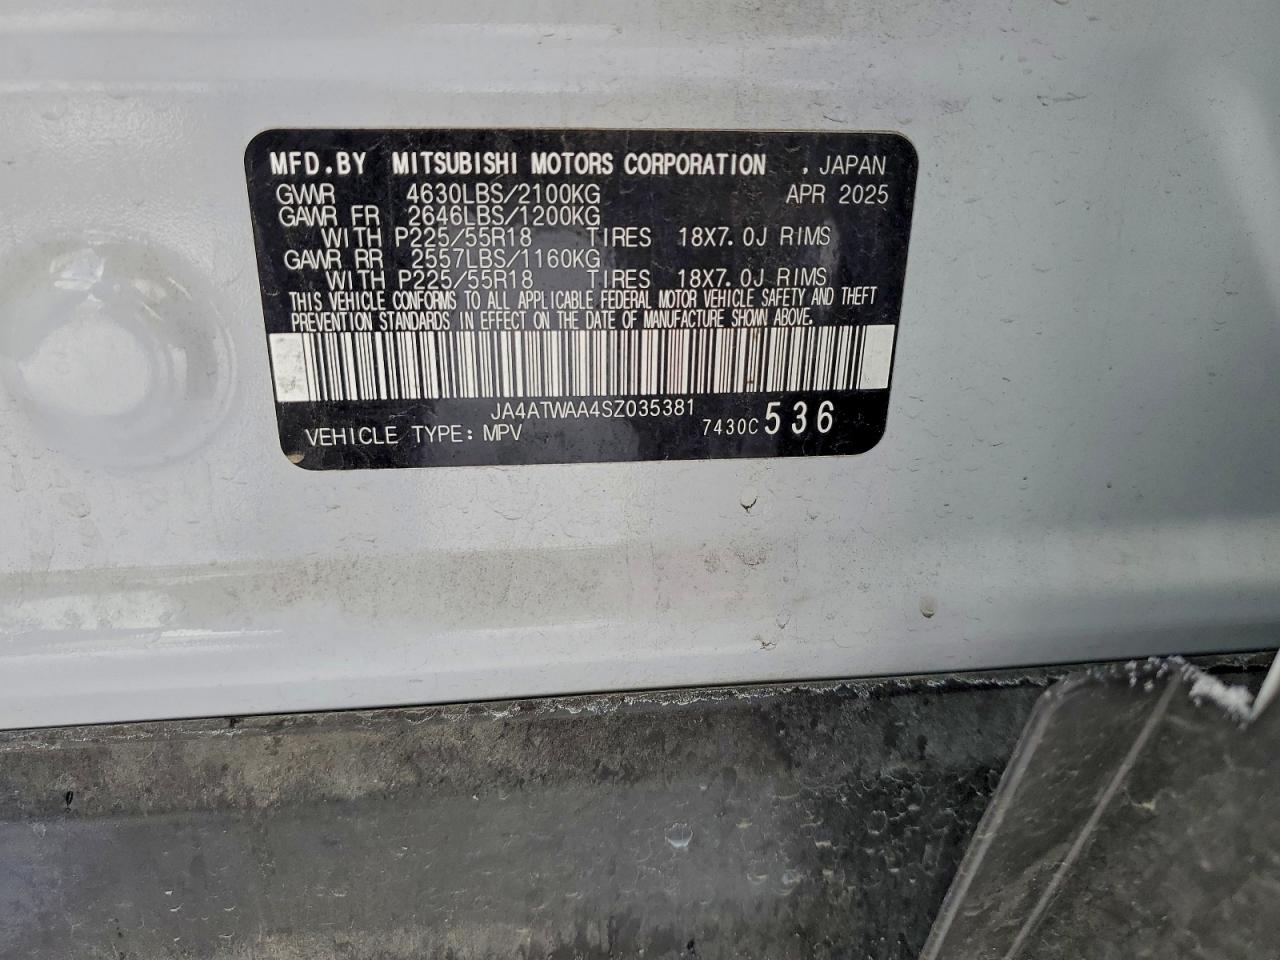 MFD.BY MITSUBISHI MOTORS CORPORATION , JAPAN
GWR 4630LBS/2100KG APR 2025
GAWR FR 2646LBS/1200KG
WITH P225/55R18 TIRES 18X7.0J RIMS
GAWR RR 2557LBS/1160KG
WITH P225/55R18 TIRES 18X7.0J RIMS
THIS VEHICLE CONFORMS TO ALL APPLICABLE FEDERAL MOTOR VEHICLE SAFETY AND THEFT
PREVENTION STANDARDS IN EFFECT ON THE DATE OF MANUFACTURE SHOWN ABOVE.
JA4ATWAA4SZ035381
VEHICLE TYPE: MPV 7430C 536